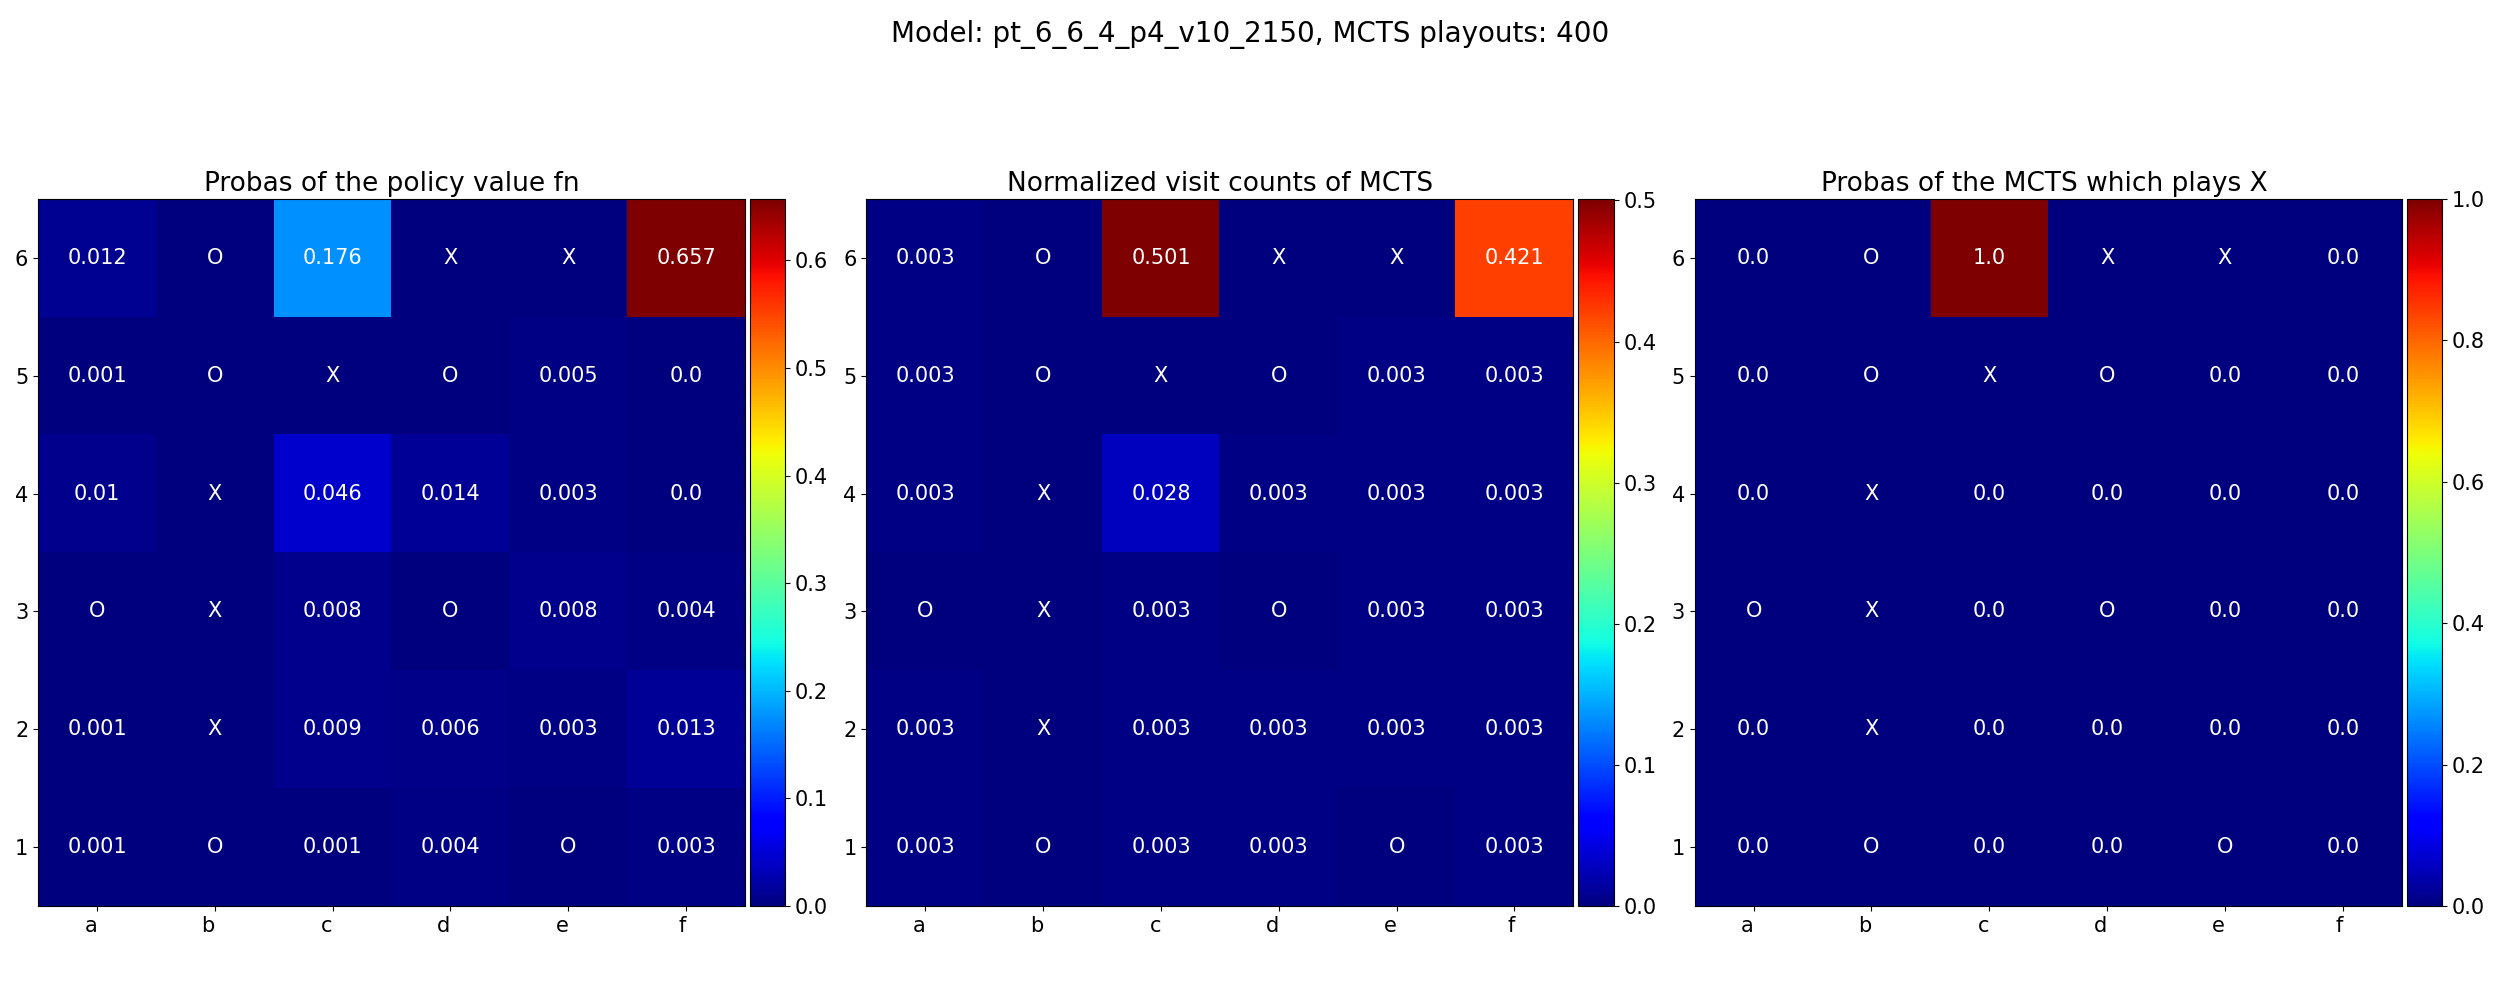 Model: pt_6_6_4_p4_v10_2150, MCTS playouts: 400
Probas of the policy value fn
6 0.012 O 0.176 X X 0.657
5 0.001 O X O 0.005 0.0
4 0.01 X 0.046 0.014 0.003 0.0
3 O X 0.008 O 0.008 0.004
2 0.001 X 0.009 0.006 0.003 0.013
1 0.001 O 0.001 0.004 O 0.003
a b c d e f
0.6
0.5
0.4
0.3
0.2
0.1
0.0
Normalized visit counts of MCTS
6 0.003 O 0.501 X X 0.421
5 0.003 O X O 0.003 0.003
4 0.003 X 0.028 0.003 0.003 0.003
3 O X 0.003 O 0.003 0.003
2 0.003 X 0.003 0.003 0.003 0.003
1 0.003 O 0.003 0.003 O 0.003
a b c d e f
0.5
0.4
0.3
0.2
0.1
0.0
Probas of the MCTS which plays X
6 0.0 O 1.0 X X 0.0
5 0.0 O X O 0.0 0.0
4 0.0 X 0.0 0.0 0.0 0.0
3 O X 0.0 O 0.0 0.0
2 0.0 X 0.0 0.0 0.0 0.0
1 0.0 O 0.0 0.0 O 0.0
a b c d e f
1.0
0.8
0.6
0.4
0.2
0.0